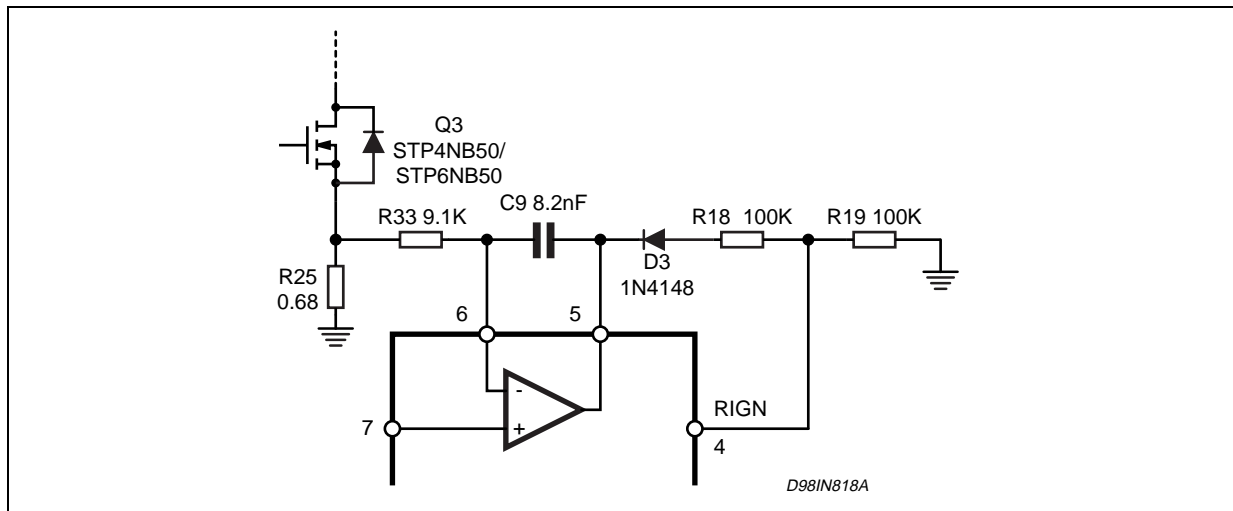 Q3
STP4NB50/
STP6NB50
C9 8.2nF
R33 9.1K
R18 100K
R19 100K
D3
1N4148
R25
0.68
6
5
-
+
7
RIGN
4
D98IN818A